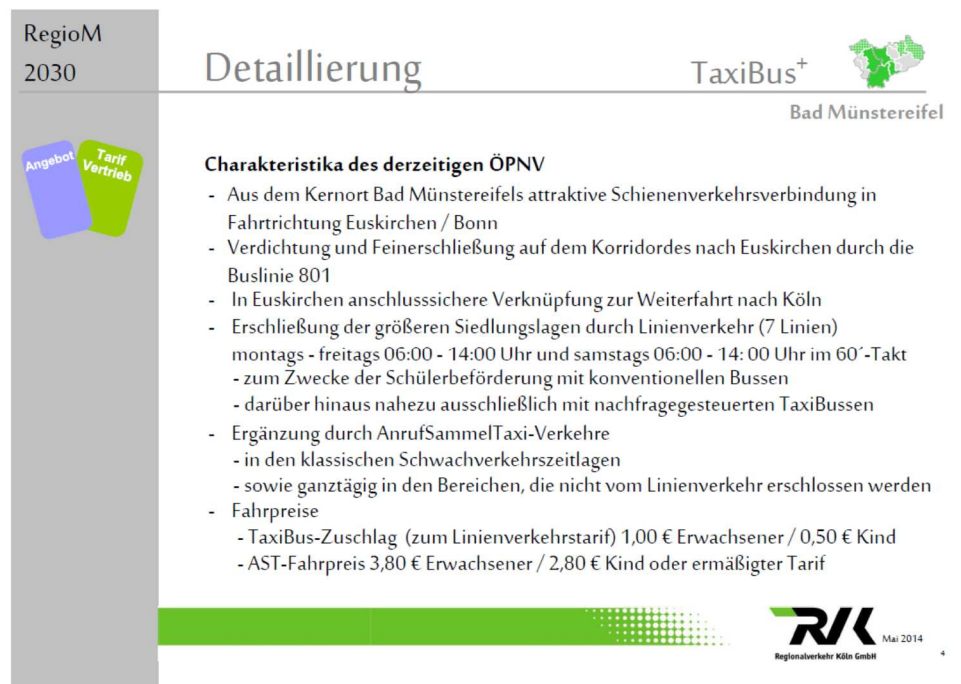 RegioM
2030
Detaillierung
TaxiBus⁺
Bad Münstereifel
Angebot
Tarif
Vertrieb
Charakteristika des derzeitigen ÖPNV
- Aus dem Kernort Bad Münstereifels attraktive Schienenverkehrsverbindung in
Fahrtrichtung Euskirchen / Bonn
- Verdichtung und Feinerschließung auf dem Korridordes nach Euskirchen durch die
Buslinie 801
- In Euskirchen anschlusssichere Verknüpfung zur Weiterfahrt nach Köln
- Erschließung der größeren Siedlungslagen durch Linienverkehr (7 Linien)
montags - freitags 06:00 - 14:00 Uhr und samstags 06:00 - 14: 00 Uhr im 60´-Takt
- zum Zwecke der Schülerbeförderung mit konventionellen Bussen
- darüber hinaus nahezu ausschließlich mit nachfragegesteuerten TaxiBussen
- Ergänzung durch AnrufSammelTaxi-Verkehre
- in den klassischen Schwachverkehrszeitlagen
- sowie ganztägig in den Bereichen, die nicht vom Linienverkehr erschlossen werden
- Fahrpreise
- TaxiBus-Zuschlag (zum Linienverkehrstarif) 1,00 € Erwachsener / 0,50 € Kind
- AST-Fahrpreis 3,80 € Erwachsener / 2,80 € Kind oder ermäßigter Tarif
RVK
Regionalverkehr Köln GmbH
Mai 2014
4